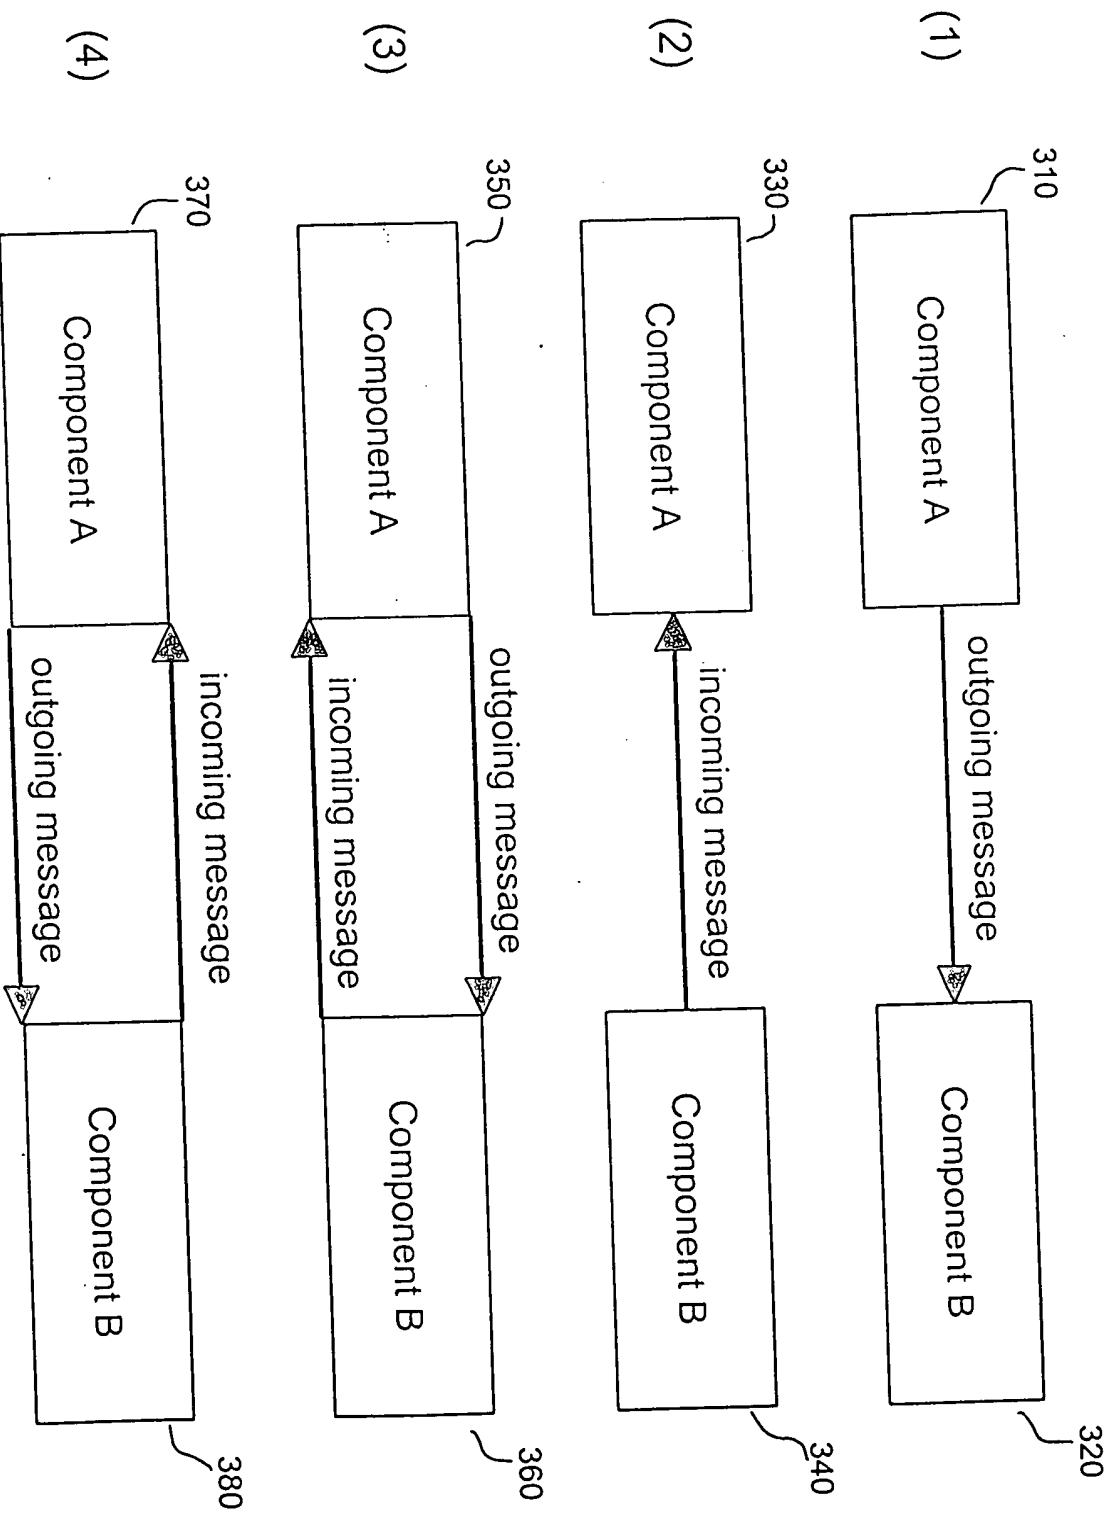 (1)
310
Component A
outgoing message
Component B
320
(2)
330
Component A
incoming message
Component B
340
(3)
350
Component A
outgoing message
incoming message
Component B
360
(4)
370
Component A
incoming message
outgoing message
Component B
380